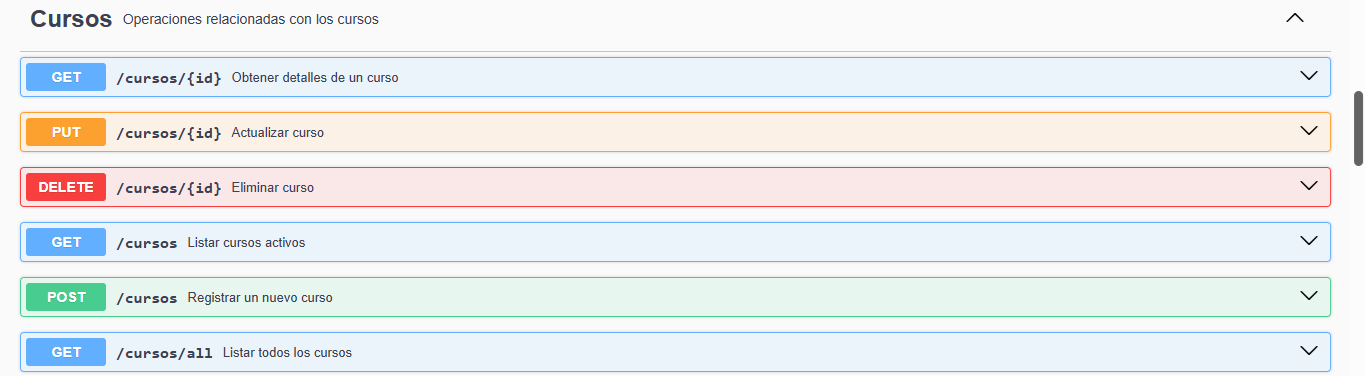 Cursos Operaciones relacionadas con los cursos
GET /cursos/{id} Obtener detalles de un curso
PUT /cursos/{id} Actualizar curso
DELETE /cursos/{id} Eliminar curso
GET /cursos Listar cursos activos
POST /cursos Registrar un nuevo curso
GET /cursos/all Listar todos los cursos